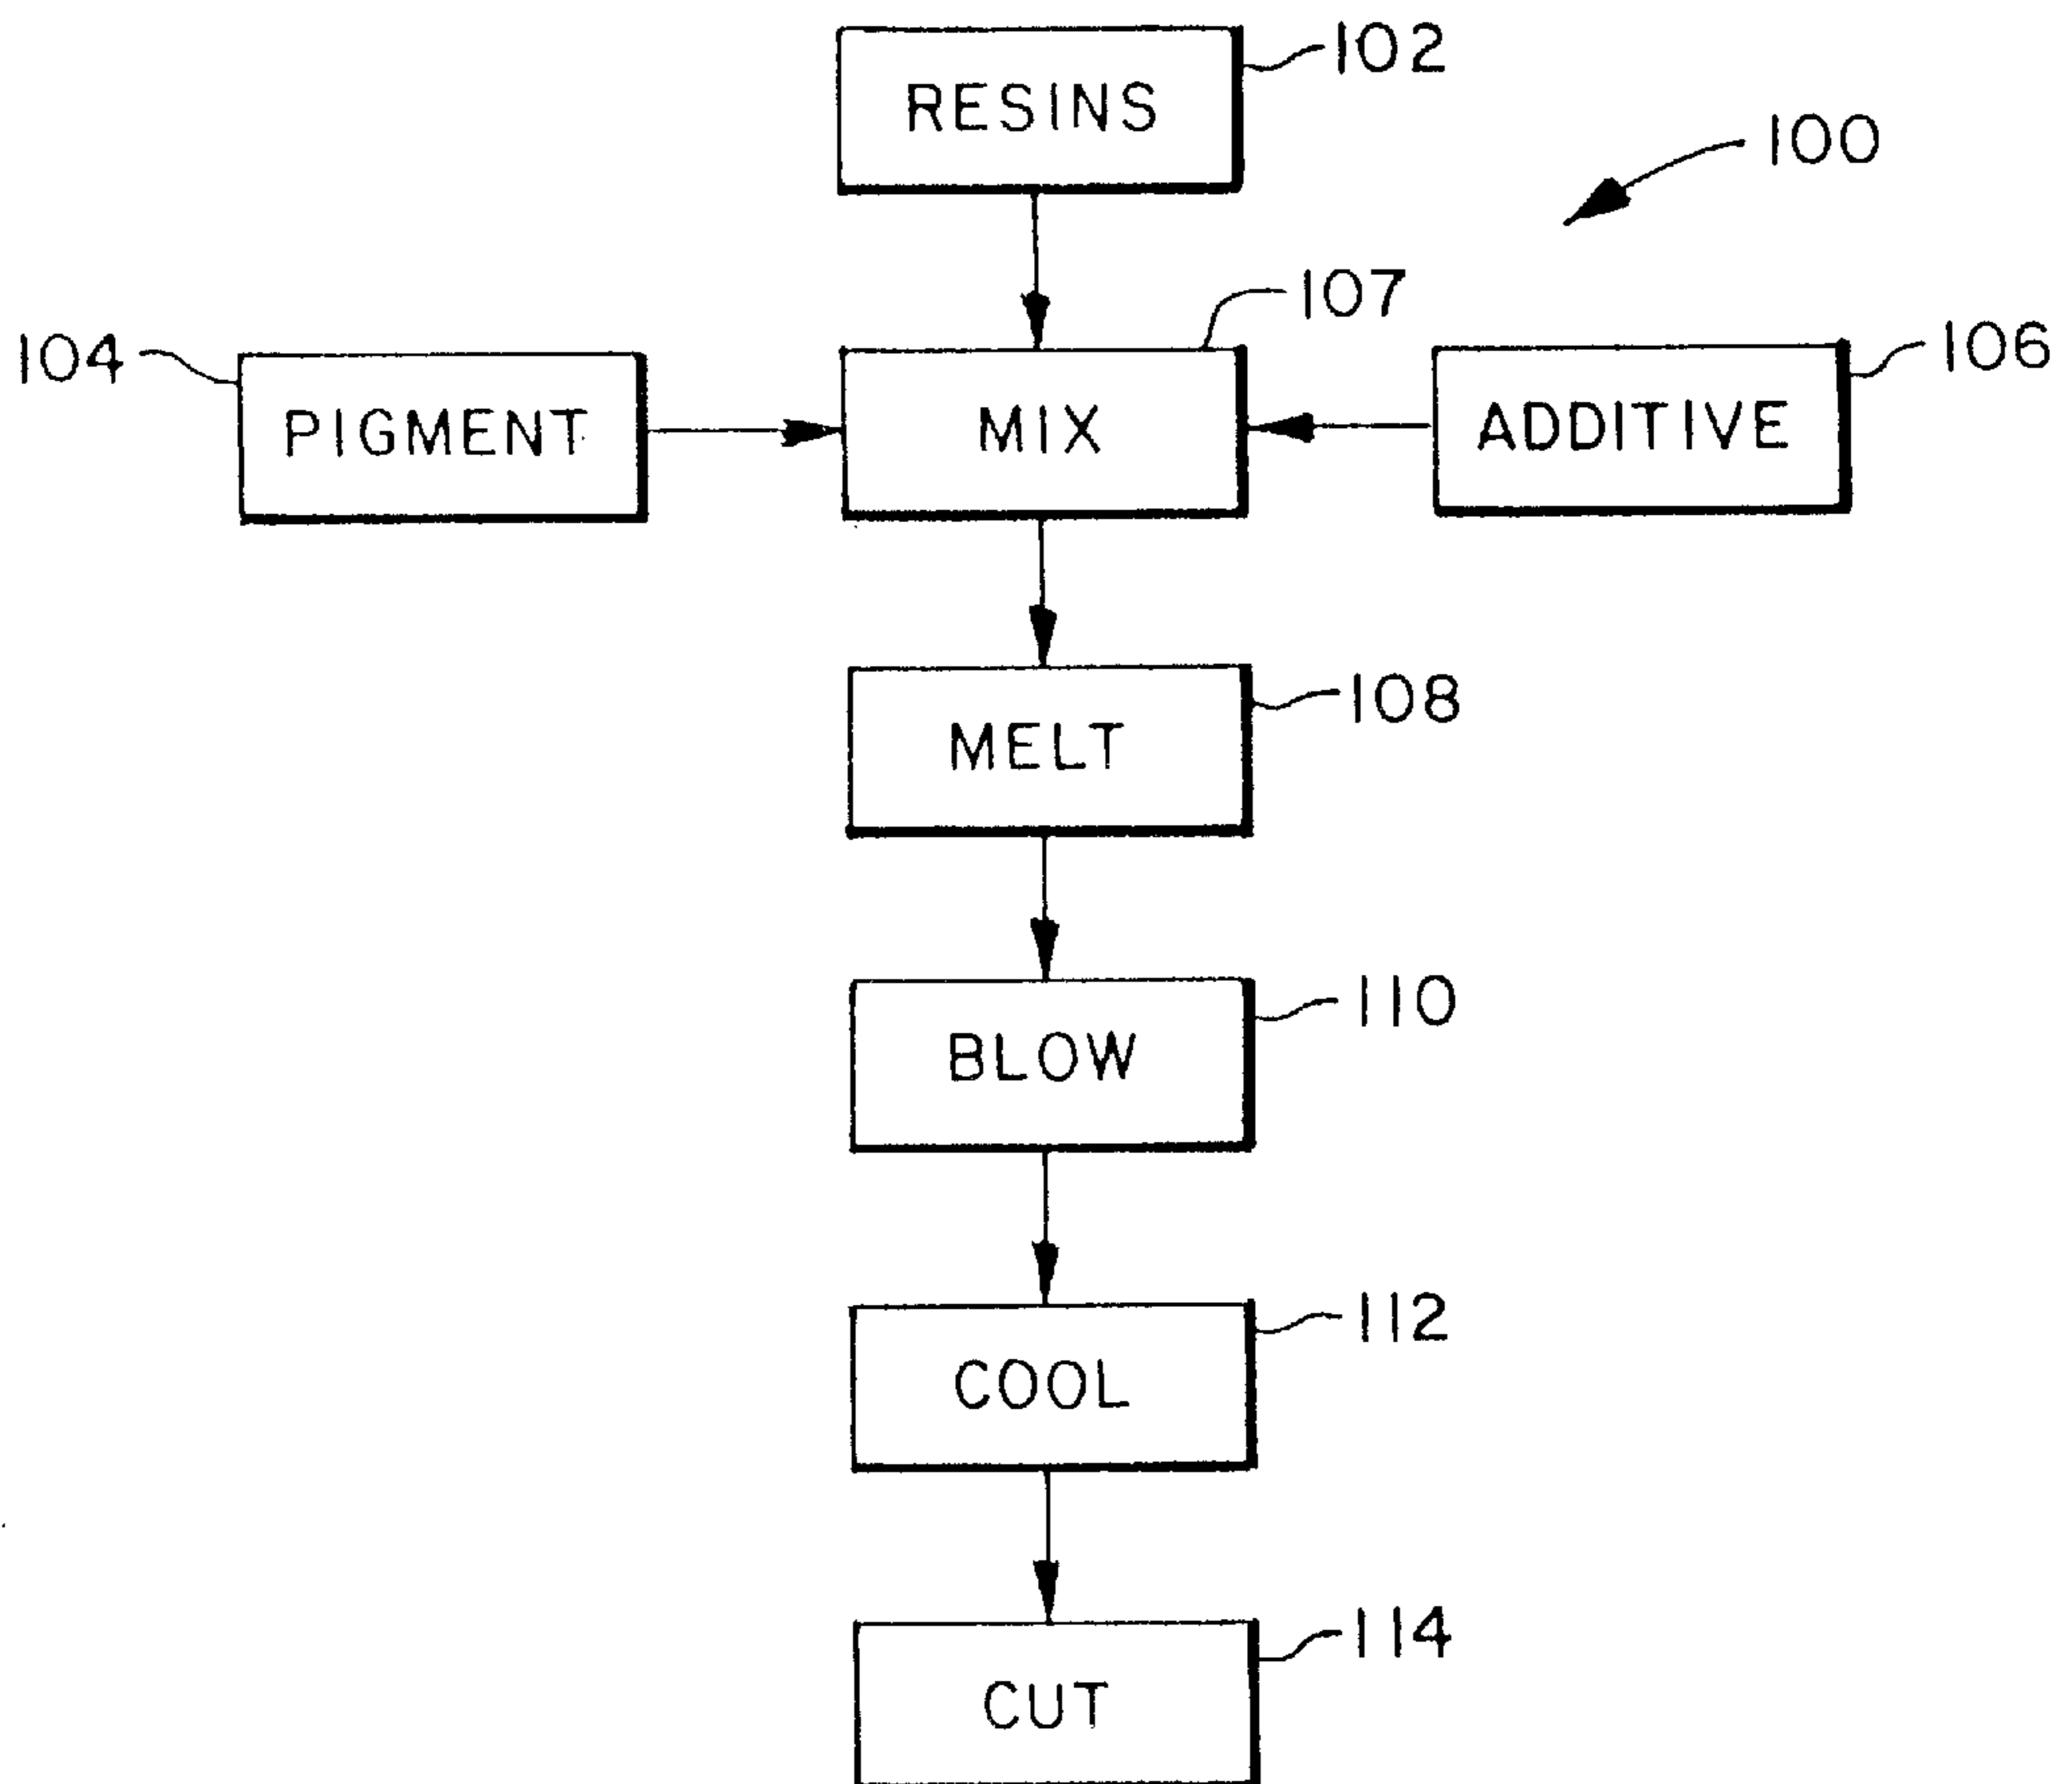 RESINS
102
100
107
104
PIGMENT
MIX
ADDITIVE
106
MELT
108
BLOW
110
COOL
112
CUT
114